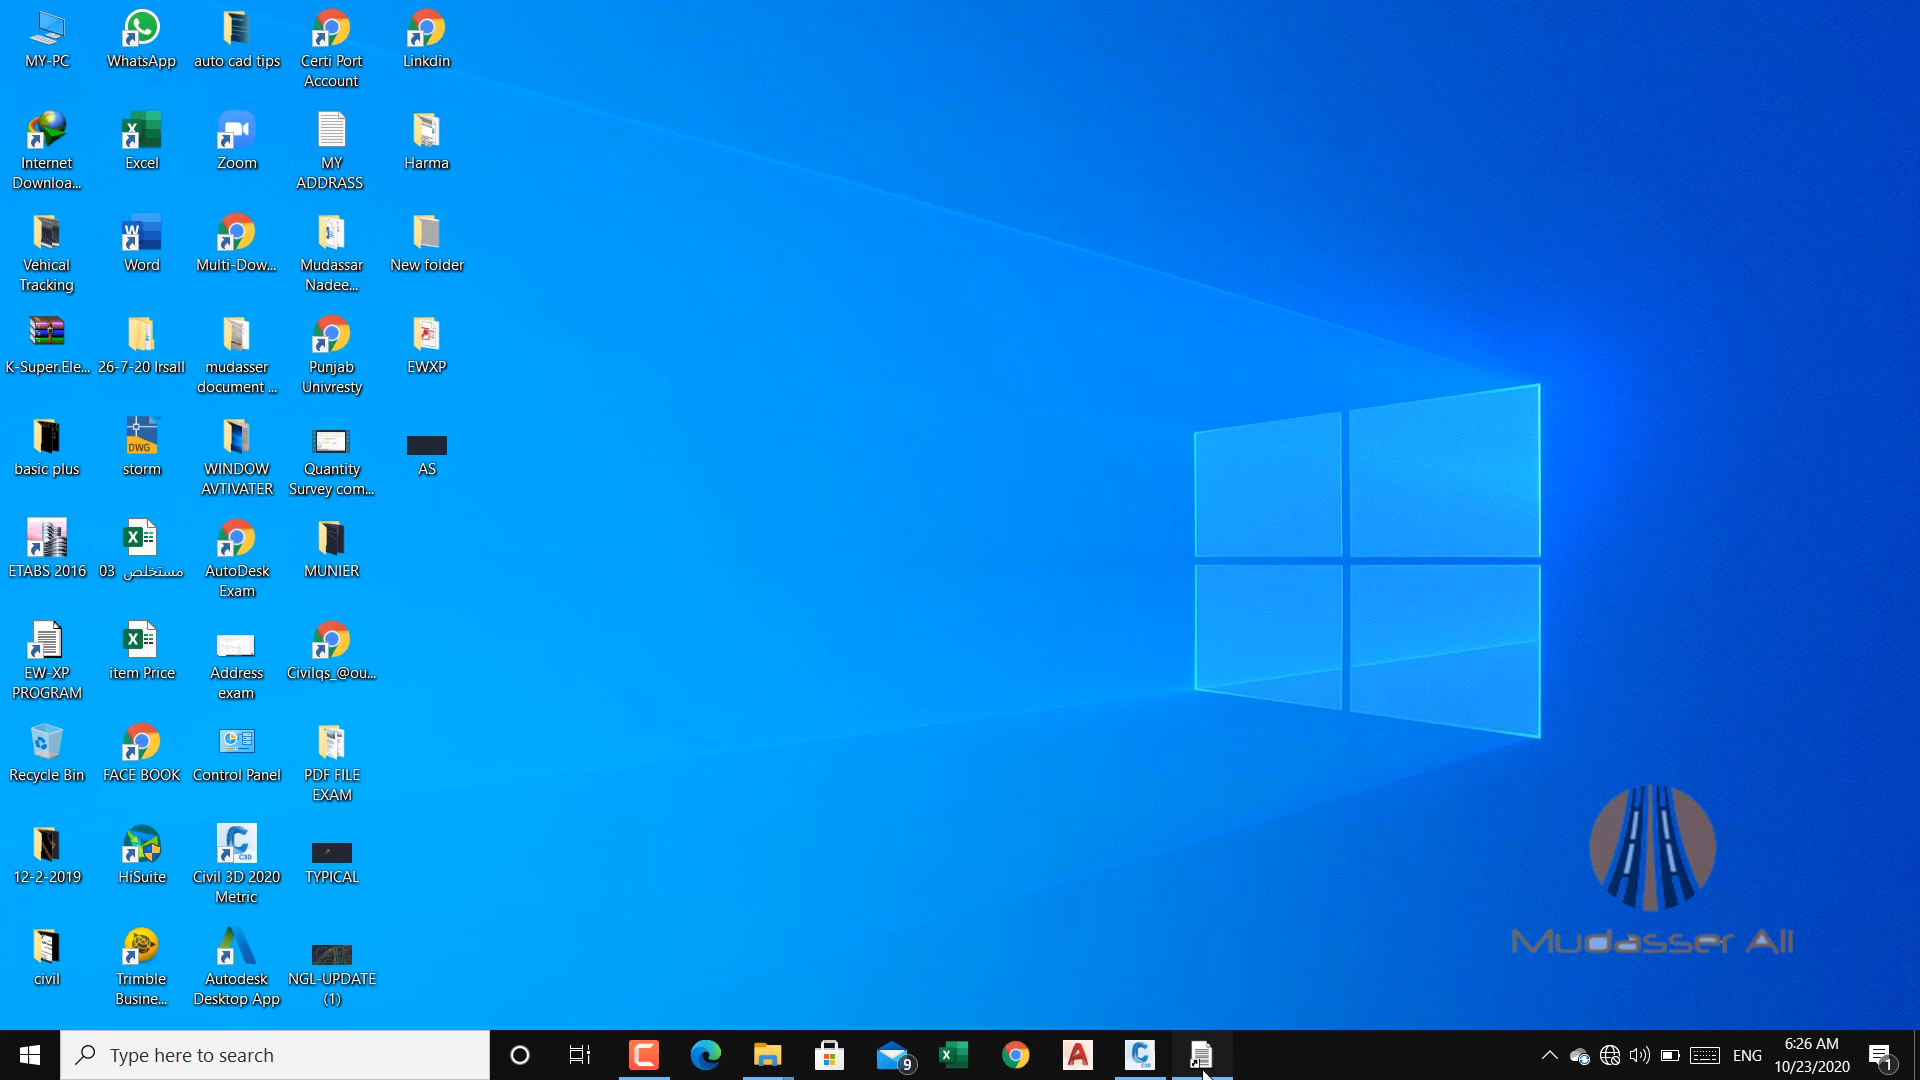 MY-PC
WhatsApp
auto cad tips
Certi Port
Account
Linkdin
Internet
Downloa...
Excel
Zoom
MY
ADDRASS
Harma
Vehical
Tracking
Word
Multi-Dow...
Mudassar
Nadee...
New folder
K-Super.Ele...
26-7-20 Irsall
mudasser
document ...
Punjab
Univresty
EWXP
basic plus
DWG
storm
WINDOW
AVTIVATER
Quantity
Survey com...
AS
ETABS 2016
مستخلص 03
AutoDesk
Exam
MUNIER
EW-XP
PROGRAM
item Price
Address
exam
Civilqs_@ou...
Recycle Bin
FACE BOOK
Control Panel
PDF FILE
EXAM
12-2-2019
HiSuite
C3D
Civil 3D 2020
Metric
TYPICAL
Mudasser All
civil
Trimble
Busine...
Autodesk
Desktop App
NGL-UPDATE
(1)
Type here to search
9
ENG
6:26 AM
10/23/2020
1